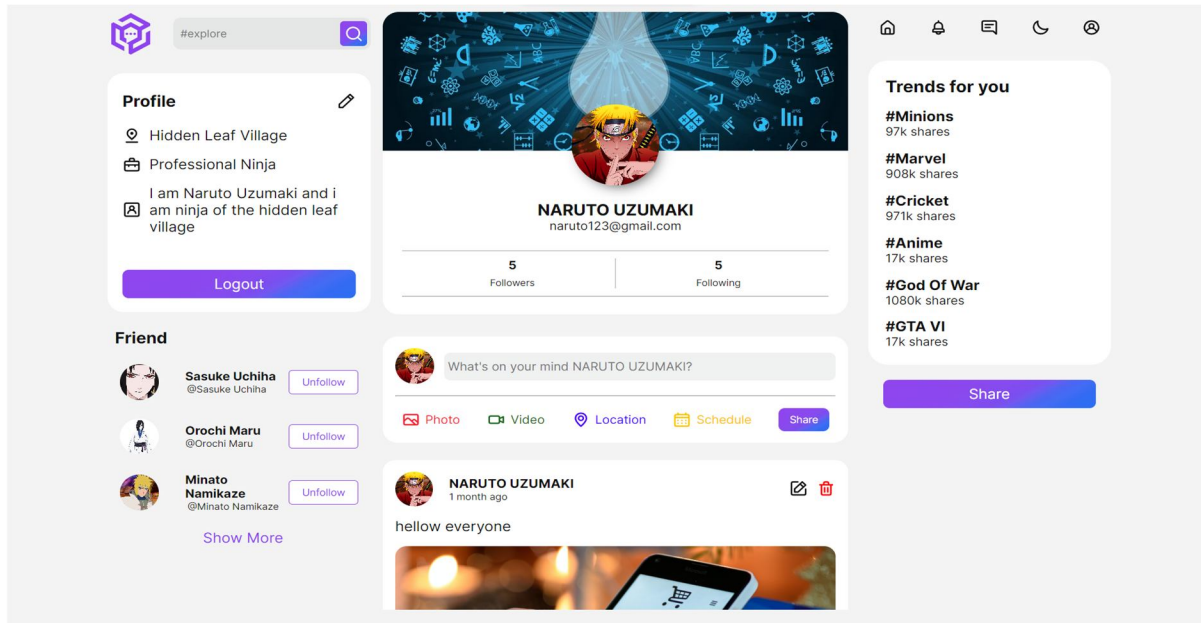 #explore
Profile
Hidden Leaf Village
Professional Ninja
I am Naruto Uzumaki and i
am ninja of the hidden leaf
village
Logout
Friend
Sasuke Uchiha
@Sasuke Uchiha
Unfollow
Orochi Maru
@Orochi Maru
Unfollow
Minato
Namikaze
@Minato Namikaze
Unfollow
Show More
ABC
ABC
NARUTO UZUMAKI
naruto123@gmail.com
5
Followers
5
Following
What's on your mind NARUTO UZUMAKI?
Photo
Video
Location
Schedule
Share
NARUTO UZUMAKI
1 month ago
hellow everyone
Trends for you
#Minions
97k shares
#Marvel
908k shares
#Cricket
971k shares
#Anime
17k shares
#God Of War
1080k shares
#GTA VI
17k shares
Share